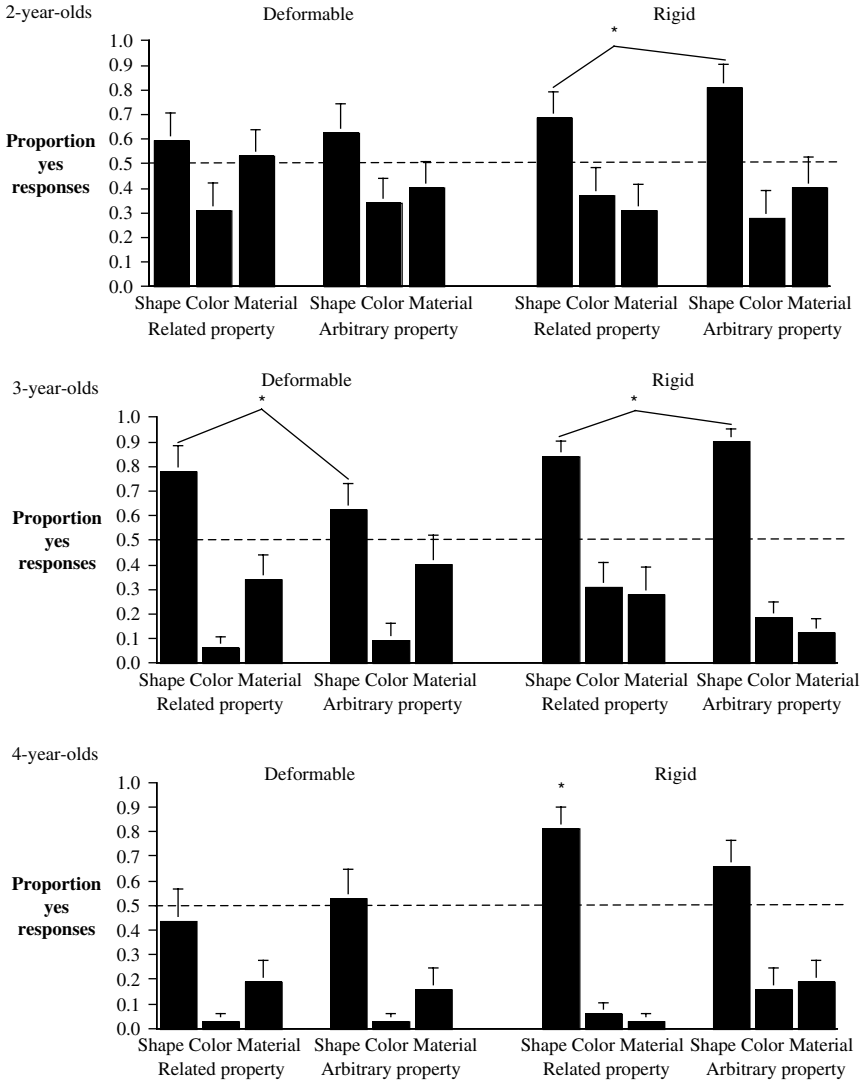 2-year-olds
Deformable
Rigid
*
1.0
0.9
0.8
0.7
0.6
0.5
0.4
0.3
0.2
0.1
0.0
Proportion
yes
responses
Shape Color Material
Shape Color Material
Shape Color Material
Shape Color Material
Related property
Arbitrary property
Related property
Arbitrary property
3-year-olds
Deformable
Rigid
*
*
1.0
0.9
0.8
0.7
0.6
0.5
0.4
0.3
0.2
0.1
0.0
Proportion
yes
responses
Shape Color Material
Shape Color Material
Shape Color Material
Shape Color Material
Related property
Arbitrary property
Related property
Arbitrary property
4-year-olds
Deformable
Rigid
*
1.0
0.9
0.8
0.7
0.6
0.5
0.4
0.3
0.2
0.1
0.0
Proportion
yes
responses
Shape Color Material
Shape Color Material
Shape Color Material
Shape Color Material
Related property
Arbitrary property
Related property
Arbitrary property